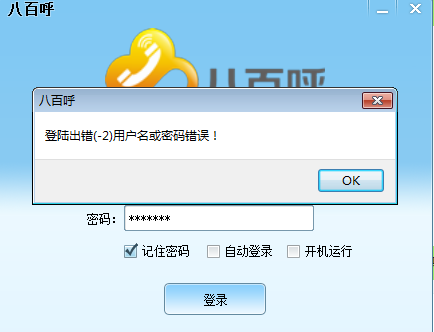 八百呼
八百呼
八百呼
登陆出错(-2)用户名或密码错误！
OK
密码： *******
记住密码 自动登录 开机运行
登录